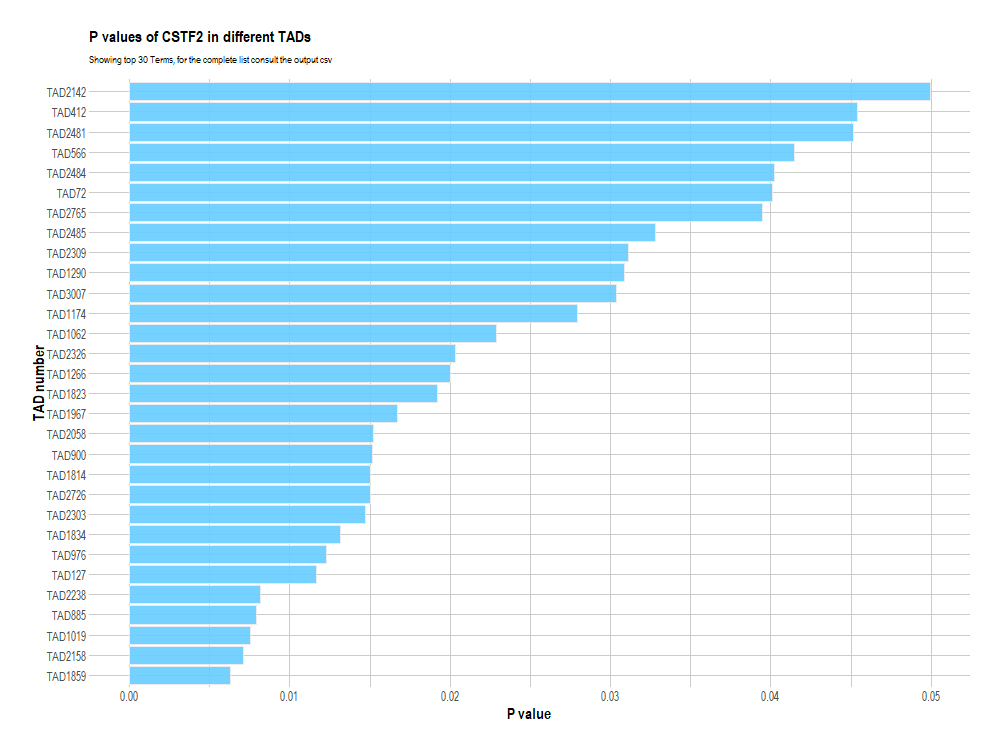 P values of CSTF2 in different TADs
Showing top 30 Terms, for the complete list consult the output csv
TAD2142
TAD412
TAD2481
TAD566
TAD2484
TAD72
TAD2765
TAD2485
TAD2309
TAD1290
TAD3007
TAD1174
TAD1062
TAD2326
TAD1266
TAD1823
TAD1967
TAD2058
TAD900
TAD1814
TAD2726
TAD2303
TAD1834
TAD976
TAD127
TAD2238
TAD885
TAD1019
TAD2158
TAD1859
TAD number
0.00 0.01 0.02 0.03 0.04 0.05
P value